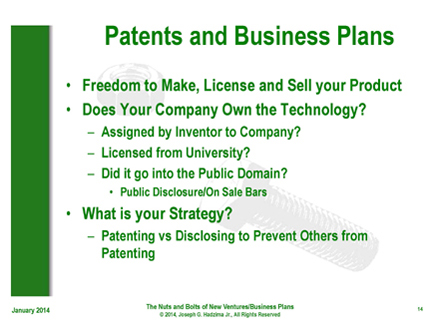 Patents and Business Plans
• Freedom to Make, License and Sell your Product
• Does Your Company Own the Technology?
– Assigned by Inventor to Company?
– Licensed from University?
– Did it go into the Public Domain?
• Public Disclosure/On Sale Bars
• What is your Strategy?
– Patenting vs Disclosing to Prevent Others from
Patenting
January 2014
The Nuts and Bolts of New Ventures/Business Plans
© 2014, Joseph G. Hadzima Jr., All Rights Reserved
14